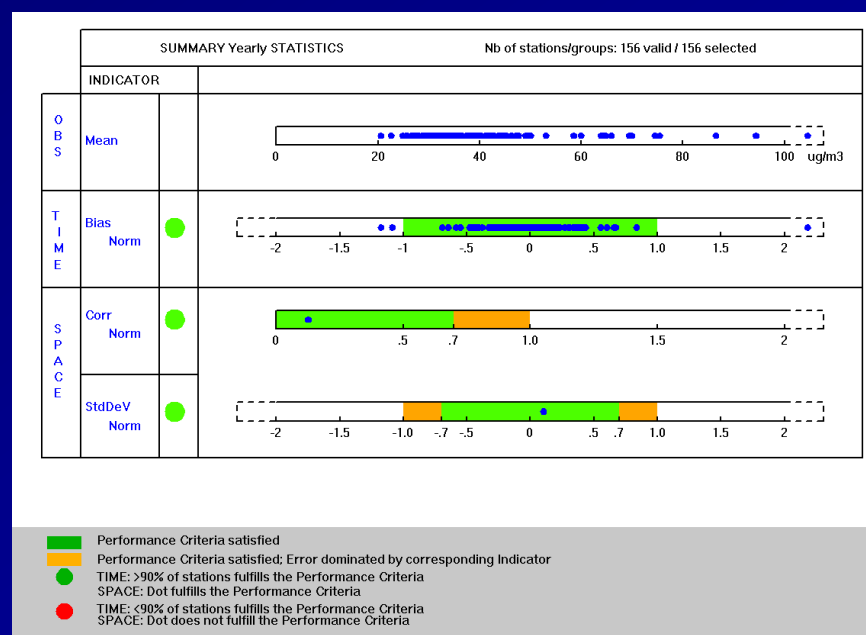 SUMMARY Yearly STATISTICS Nb of stations/groups: 156 valid / 156 selected
INDICATOR
OBS
Mean
0 20 40 60 80 100 ug/m3
TIME
Bias
Norm
-2 -1.5 -1 -.5 0 .5 1.0 1.5 2
SPACE
Corr
Norm
0 .5 .7 1.0 1.5 2
StdDeV
Norm
-2 -1.5 -1.0 -.7 -.5 0 .5 .7 1.0 1.5 2
Performance Criteria satisfied
Performance Criteria satisfied; Error dominated by corresponding Indicator
TIME: >90% of stations fulfills the Performance Criteria
SPACE: Dot fulfills the Performance Criteria
TIME: <90% of stations fulfills the Performance Criteria
SPACE: Dot does not fulfill the Performance Criteria